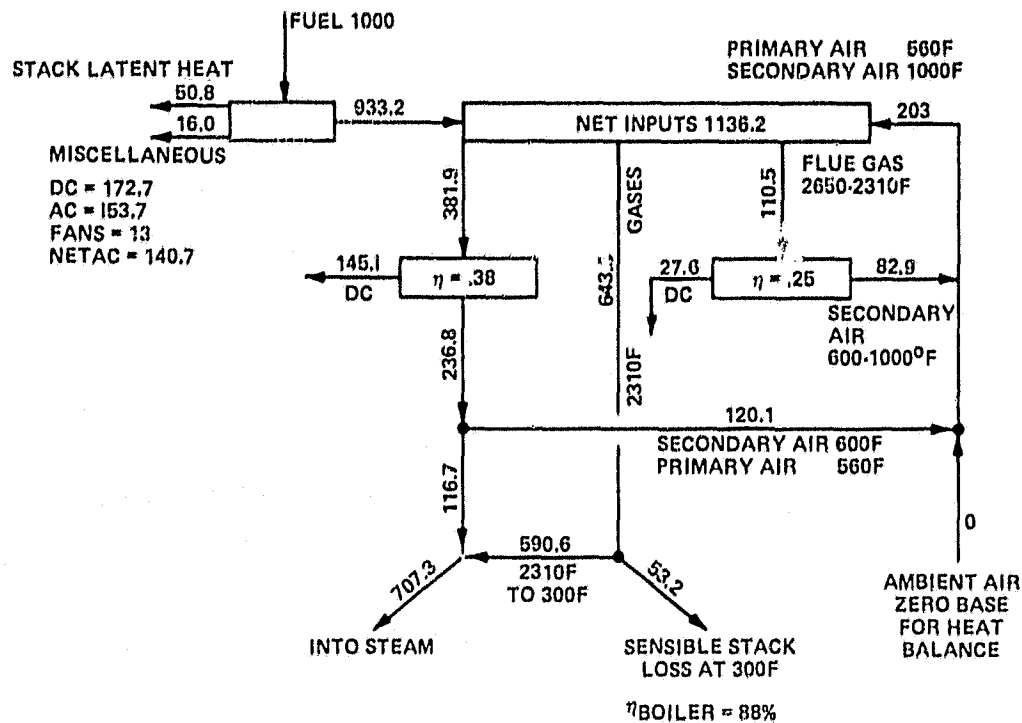 FUEL 1000
PRIMARY AIR 560F
SECONDARY AIR 1000F
STACK LATENT HEAT
50.8
16.0
933.2
NET INPUTS 1136.2
203
MISCELLANEOUS
DC = 172.7
AC = 153.7
FANS = 13
NETAC = 140.7
381.9
GASES
110.5
FLUE GAS
2650-2310F
145.1
DC
η = .38
643.
27.6
DC
η = .25
82.9
SECONDARY
AIR
600-1000°F
236.8
2310F
120.1
SECONDARY AIR 600F
PRIMARY AIR 560F
116.7
0
590.6
2310F
TO 300F
707.3
53.2
INTO STEAM
SENSIBLE STACK
LOSS AT 300F
AMBIENT AIR
ZERO BASE
FOR HEAT
BALANCE
ηBOILER = 88%